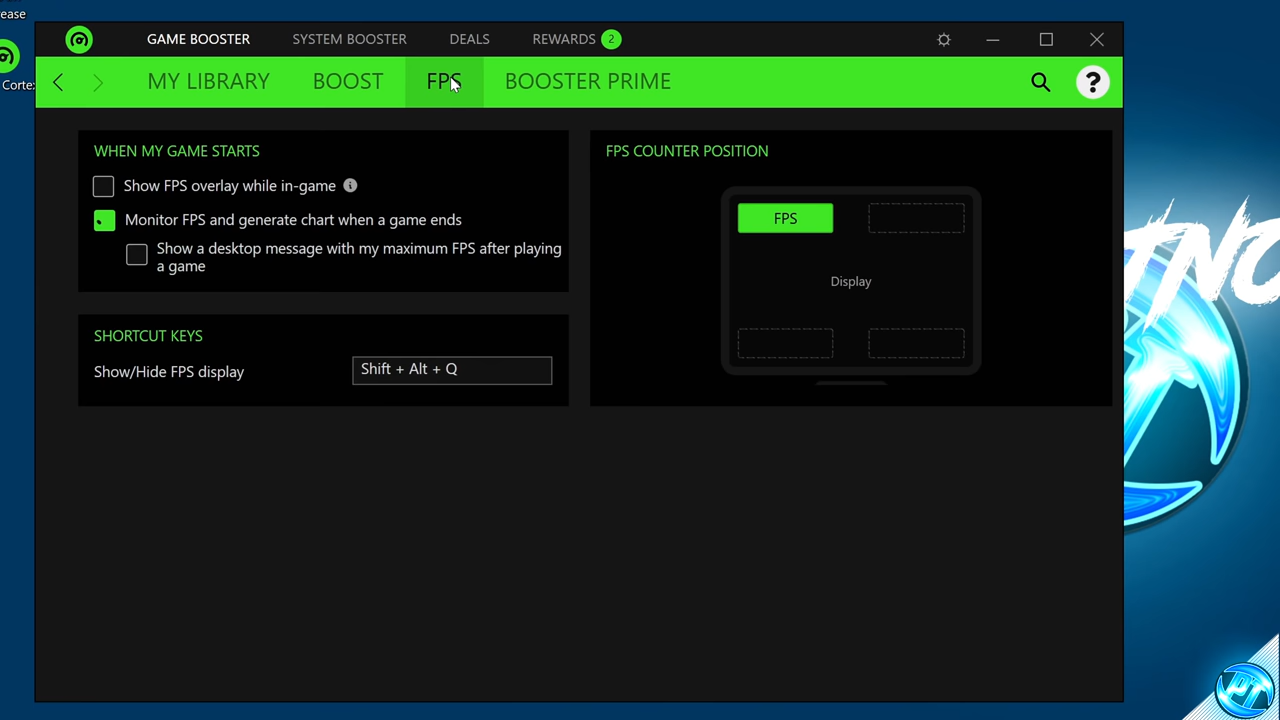 ease
Corte
GAME BOOSTER
SYSTEM BOOSTER
DEALS
REWARDS 2
MY LIBRARY
BOOST
FPS
BOOSTER PRIME
?
WHEN MY GAME STARTS
Show FPS overlay while in-game
Monitor FPS and generate chart when a game ends
Show a desktop message with my maximum FPS after playing
a game
SHORTCUT KEYS
Show/Hide FPS display
Shift + Alt + Q
FPS COUNTER POSITION
FPS
Display